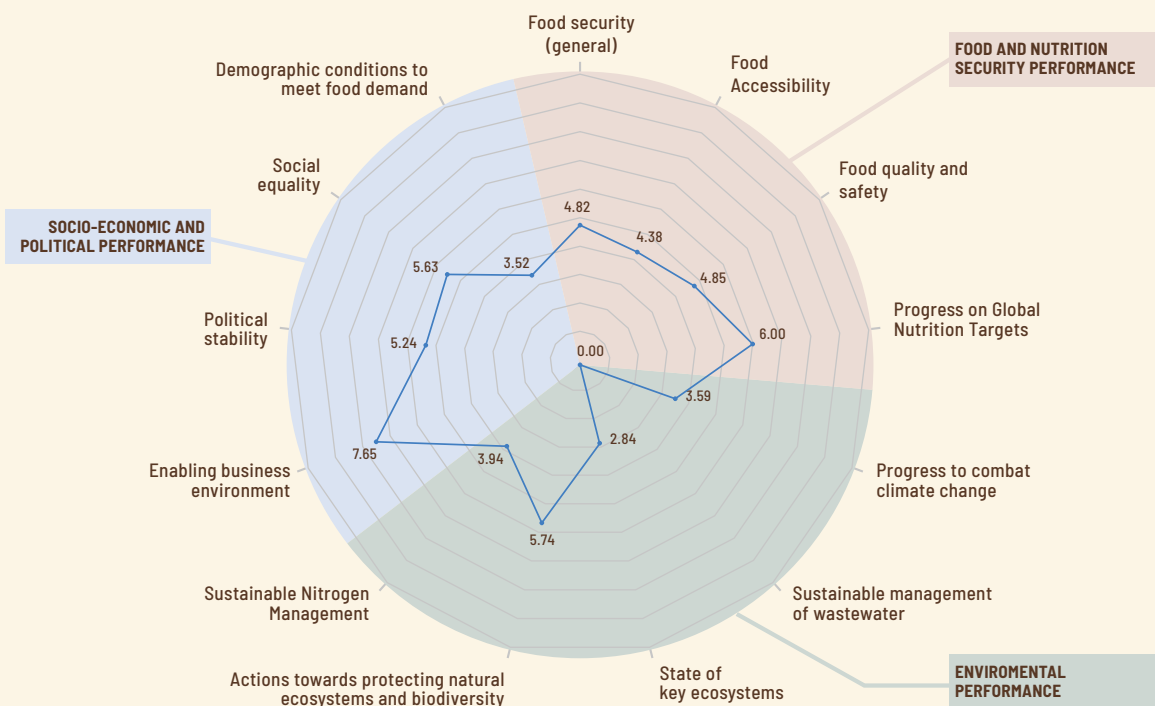 Food security
(general)
Food
Accessibility
Food quality and
safety
Progress on Global
Nutrition Targets
Progress to combat
climate change
Sustainable management
of wastewater
State of
key ecosystems
Actions towards protecting natural
ecosystems and biodiversity
Sustainable Nitrogen
Management
Enabling business
environment
Political
stability
Social
equality
Demographic conditions to
meet food demand
FOOD AND NUTRITION
SECURITY PERFORMANCE
SOCIO-ECONOMIC AND
POLITICAL PERFORMANCE
ENVIROMENTAL
PERFORMANCE
4.82
4.38
4.85
6.00
3.59
0.00
2.84
5.74
3.94
7.65
5.24
5.63
3.52